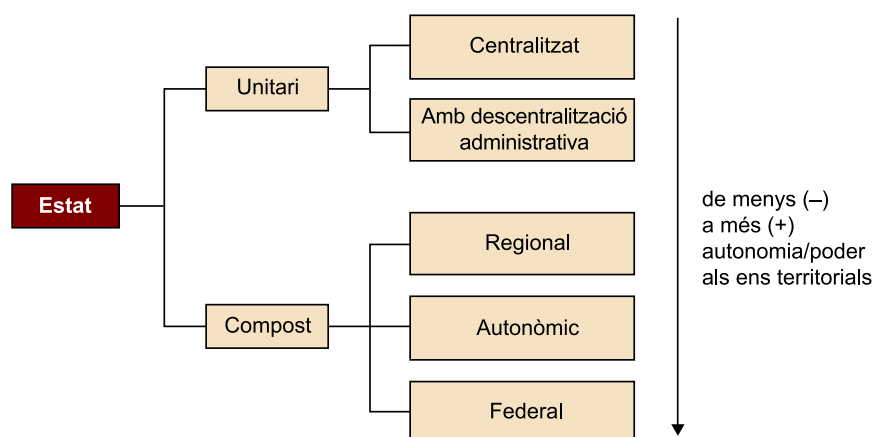 Estat
Unitari
Centralitzat
Amb descentralització
administrativa
Compost
Regional
Autonòmic
Federal
de menys (–)
a més (+)
autonomia/poder
als ens territorials